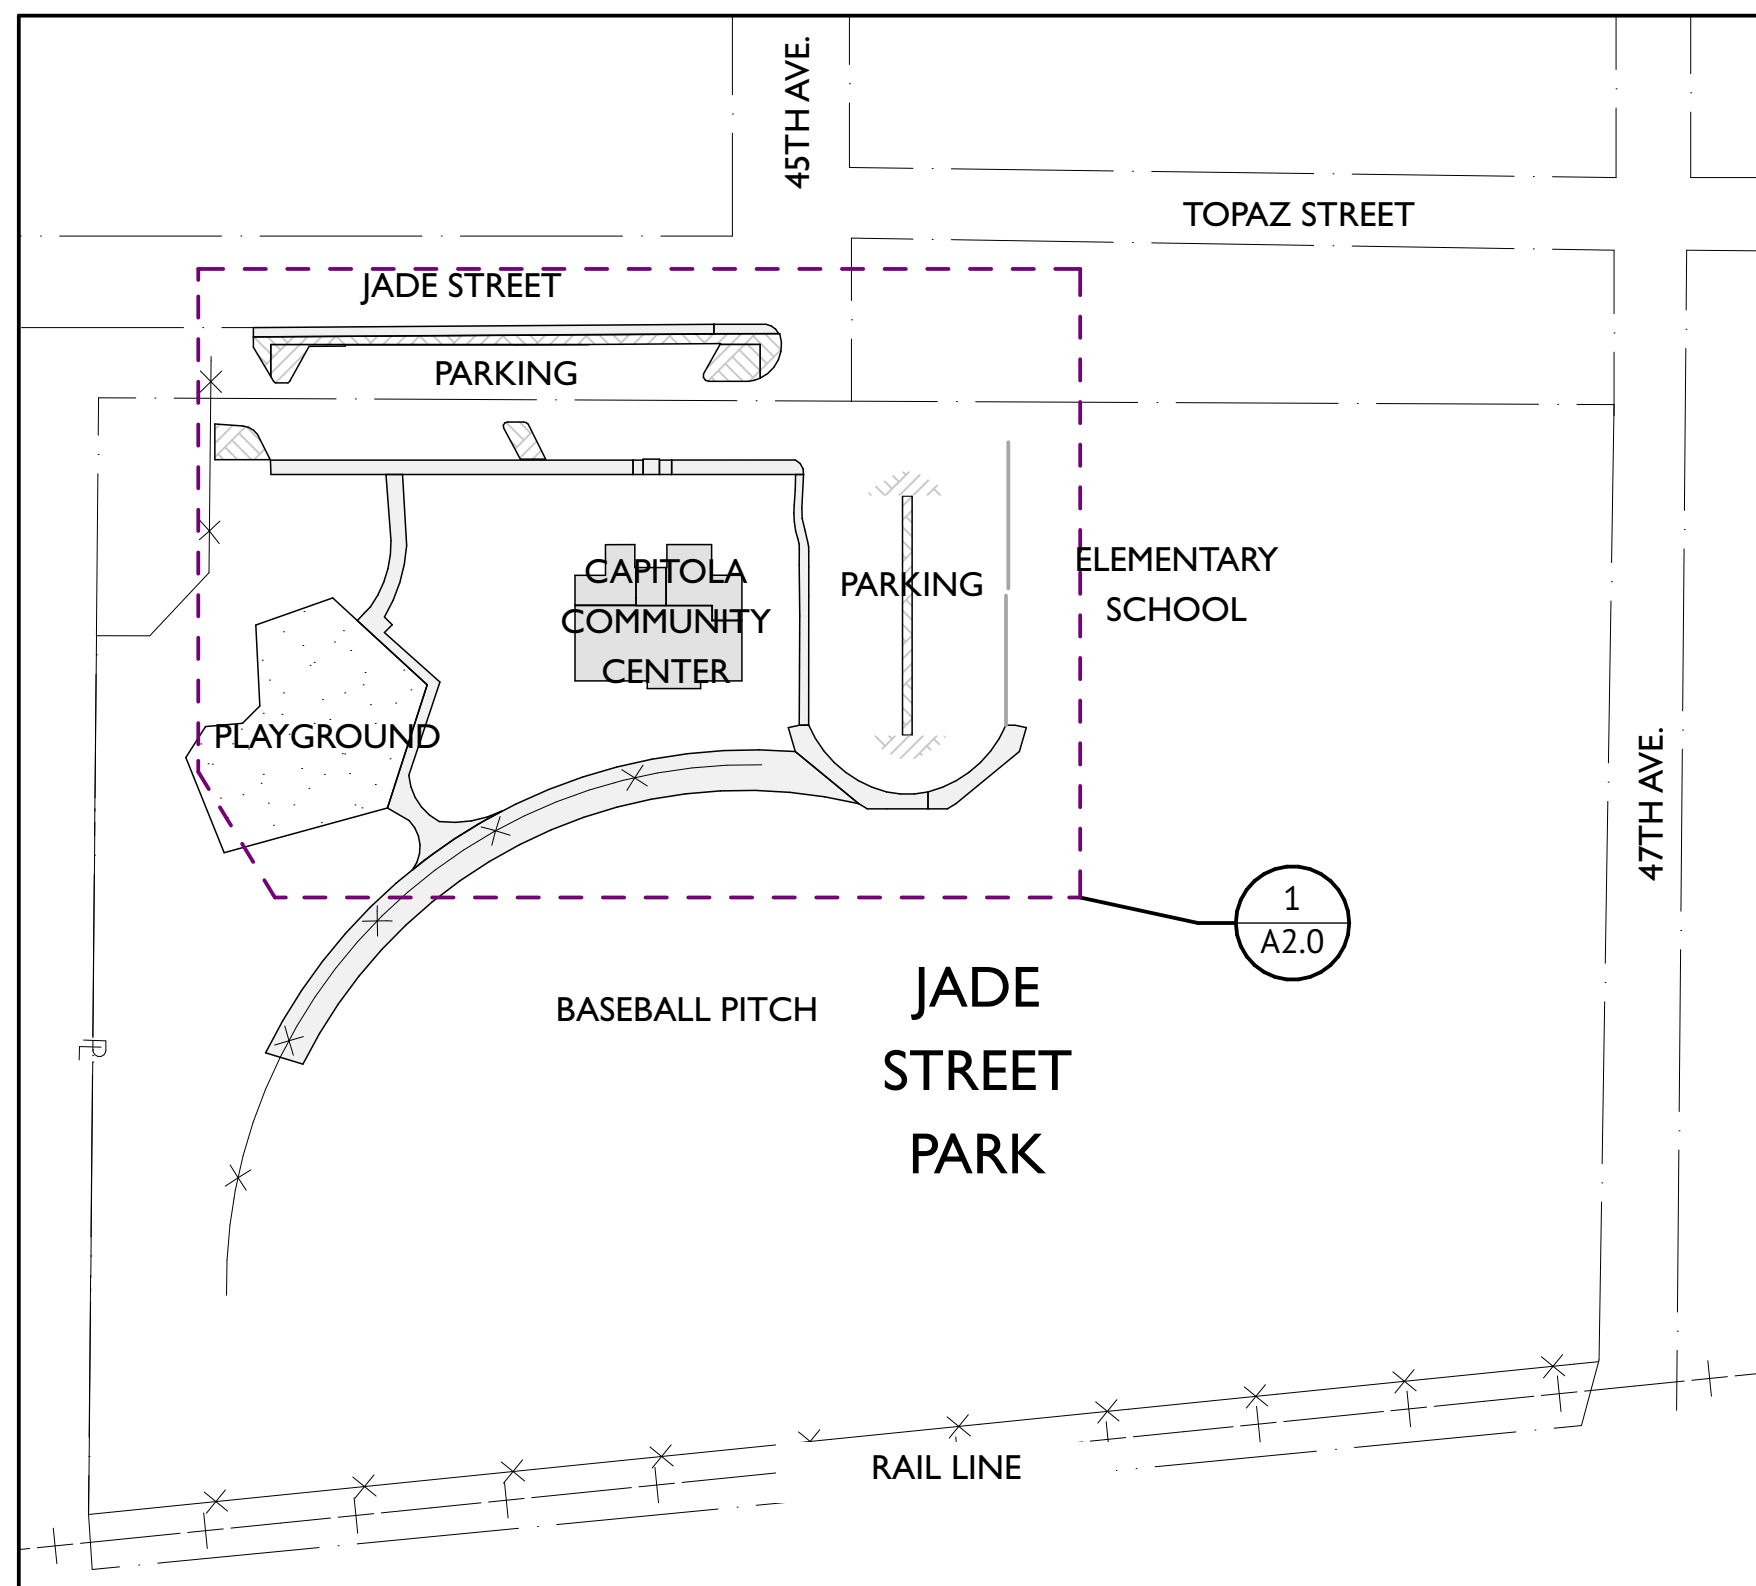 45TH AVE.
TOPAZ STREET
JADE STREET
PARKING
CAPITOLA
COMMUNITY
CENTER
PARKING
ELEMENTARY
SCHOOL
PLAYGROUND
47TH AVE.
1
A2.0
BASEBALL PITCH
JADE
STREET
PARK
PL
RAIL LINE